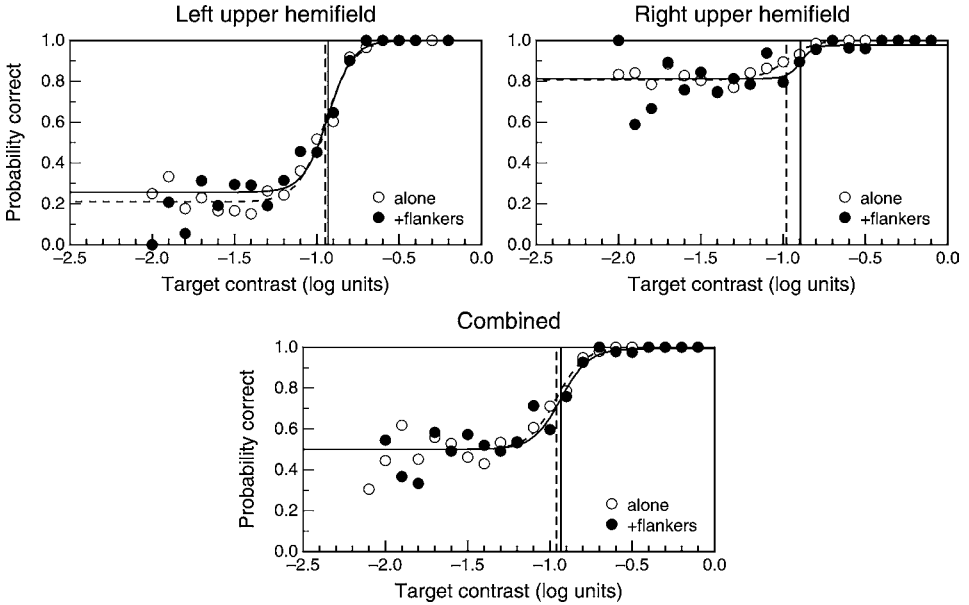 Left upper hemifield
Right upper hemifield
1.0
0.8
0.6
0.4
0.2
0.0
Probability correct
alone
+flankers
−2.5
−2.0
−1.5
−1.0
−0.5
0.0
Target contrast (log units)
1.0
0.8
0.6
0.4
0.2
0.0
alone
+flankers
−2.5
−2.0
−1.5
−1.0
−0.5
0.0
Target contrast (log units)
Combined
1.0
0.8
0.6
0.4
0.2
0.0
Probability correct
alone
+flankers
−2.5
−2.0
−1.5
−1.0
−0.5
0.0
Target contrast (log units)